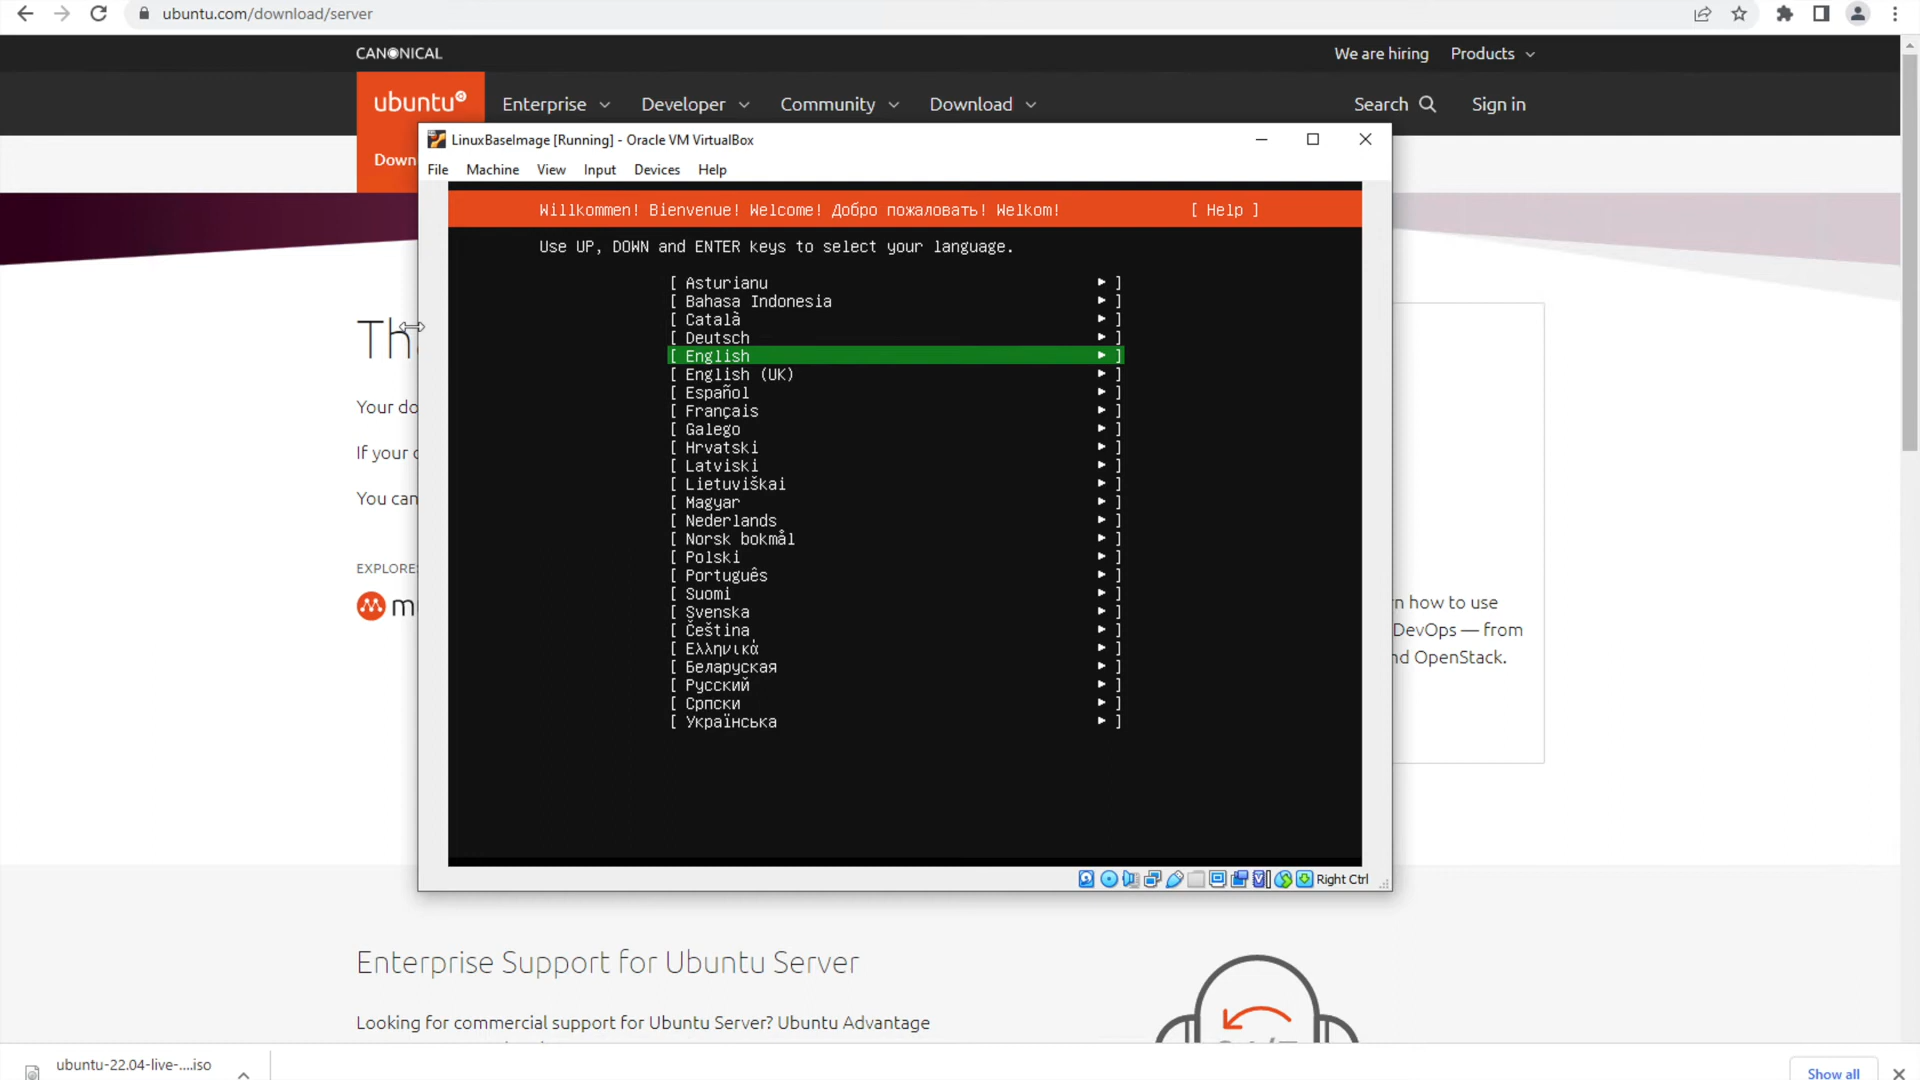 ubuntu.com/download/server
CANONICAL
We are hiring
Products
ubuntu
Enterprise
Developer
Community
Download
Search
Sign in
Down
LinuxBaseImage [Running] - Oracle VM VirtualBox
File
Machine
View
Input
Devices
Help
Willkommen! Bienvenue! Welcome! Добро пожаловать! Welkom!
[ Help ]
Use UP, DOWN and ENTER keys to select your language.
[ Asturianu ► ]
[ Bahasa Indonesia ► ]
[ Català ► ]
[ Deutsch ► ]
[ English ► ]
[ English (UK) ► ]
[ Español ► ]
[ Français ► ]
[ Galego ► ]
[ Hrvatski ► ]
[ Latviski ► ]
[ Lietuviškai ► ]
[ Magyar ► ]
[ Nederlands ► ]
[ Norsk bokmål ► ]
[ Polski ► ]
[ Português ► ]
[ Suomi ► ]
[ Svenska ► ]
[ Čeština ► ]
[ Ελληνικά ► ]
[ Беларуская ► ]
[ Русский ► ]
[ Српски ► ]
[ Українська ► ]
Right Ctrl
Th
Your do
If your
You can
EXPLORE
m
n how to use
DevOps — from
nd OpenStack.
Enterprise Support for Ubuntu Server
Looking for commercial support for Ubuntu Server? Ubuntu Advantage
ubuntu-22.04-live-....iso
Show all